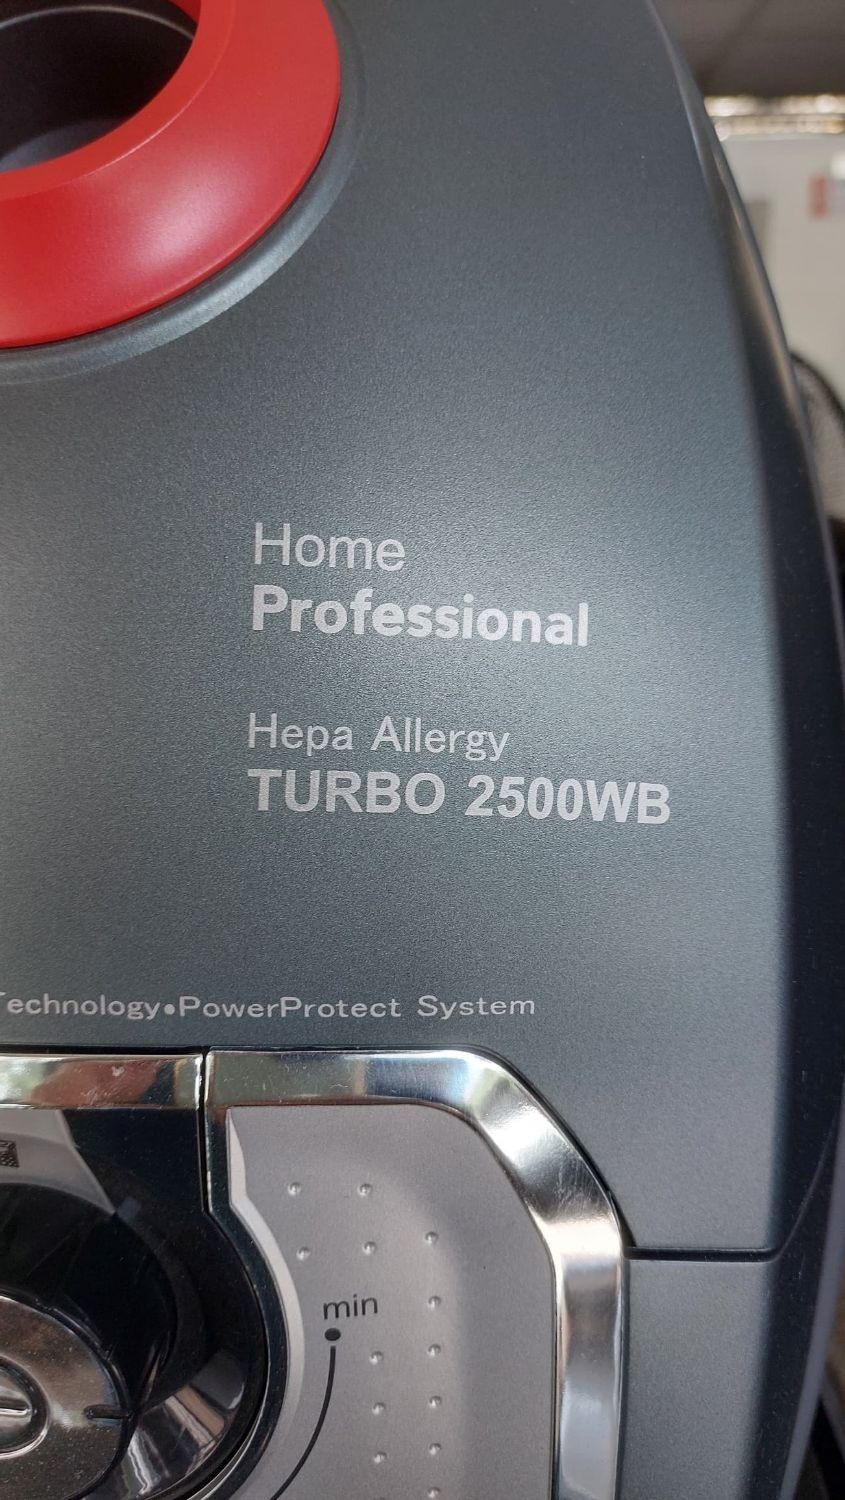 Home
Professional
Hepa Allergy
TURBO 2500WB
Technology•PowerProtect System
min